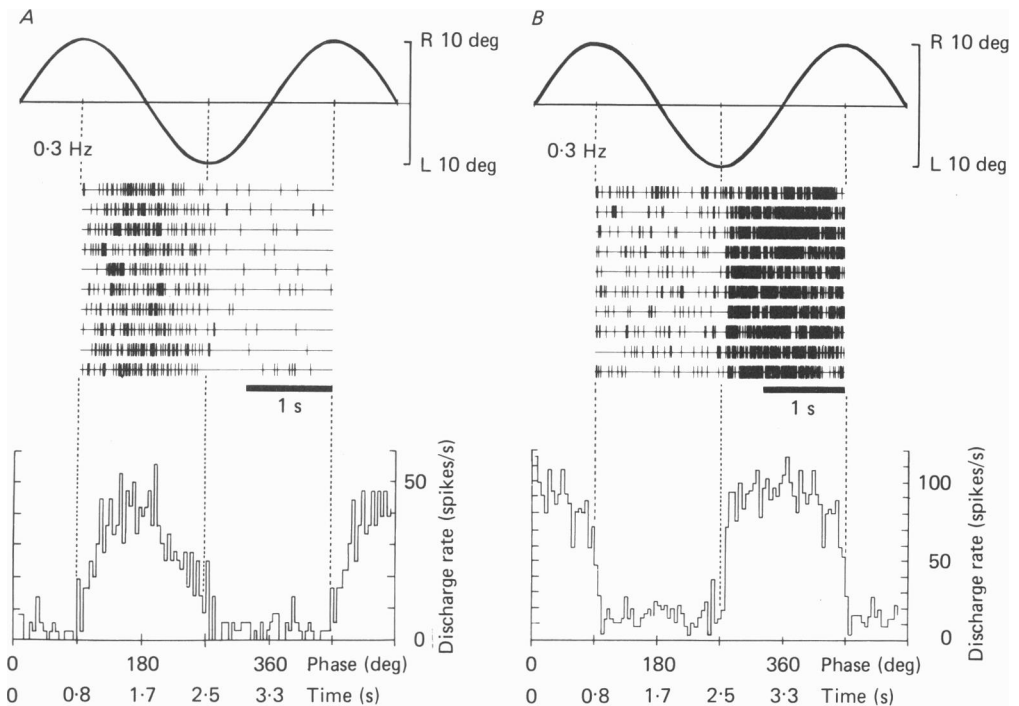 A
R 10 deg
0·3 Hz
L 10 deg
1 s
50
0
Discharge rate (spikes/s)
0 180 360 Phase (deg)
0 0·8 1·7 2·5 3·3 Time (s)
B
R 10 deg
0·3 Hz
L 10 deg
1 s
100
50
0
Discharge rate (spikes/s)
0 180 360 Phase (deg)
0 0·8 1·7 2·5 3·3 Time (s)